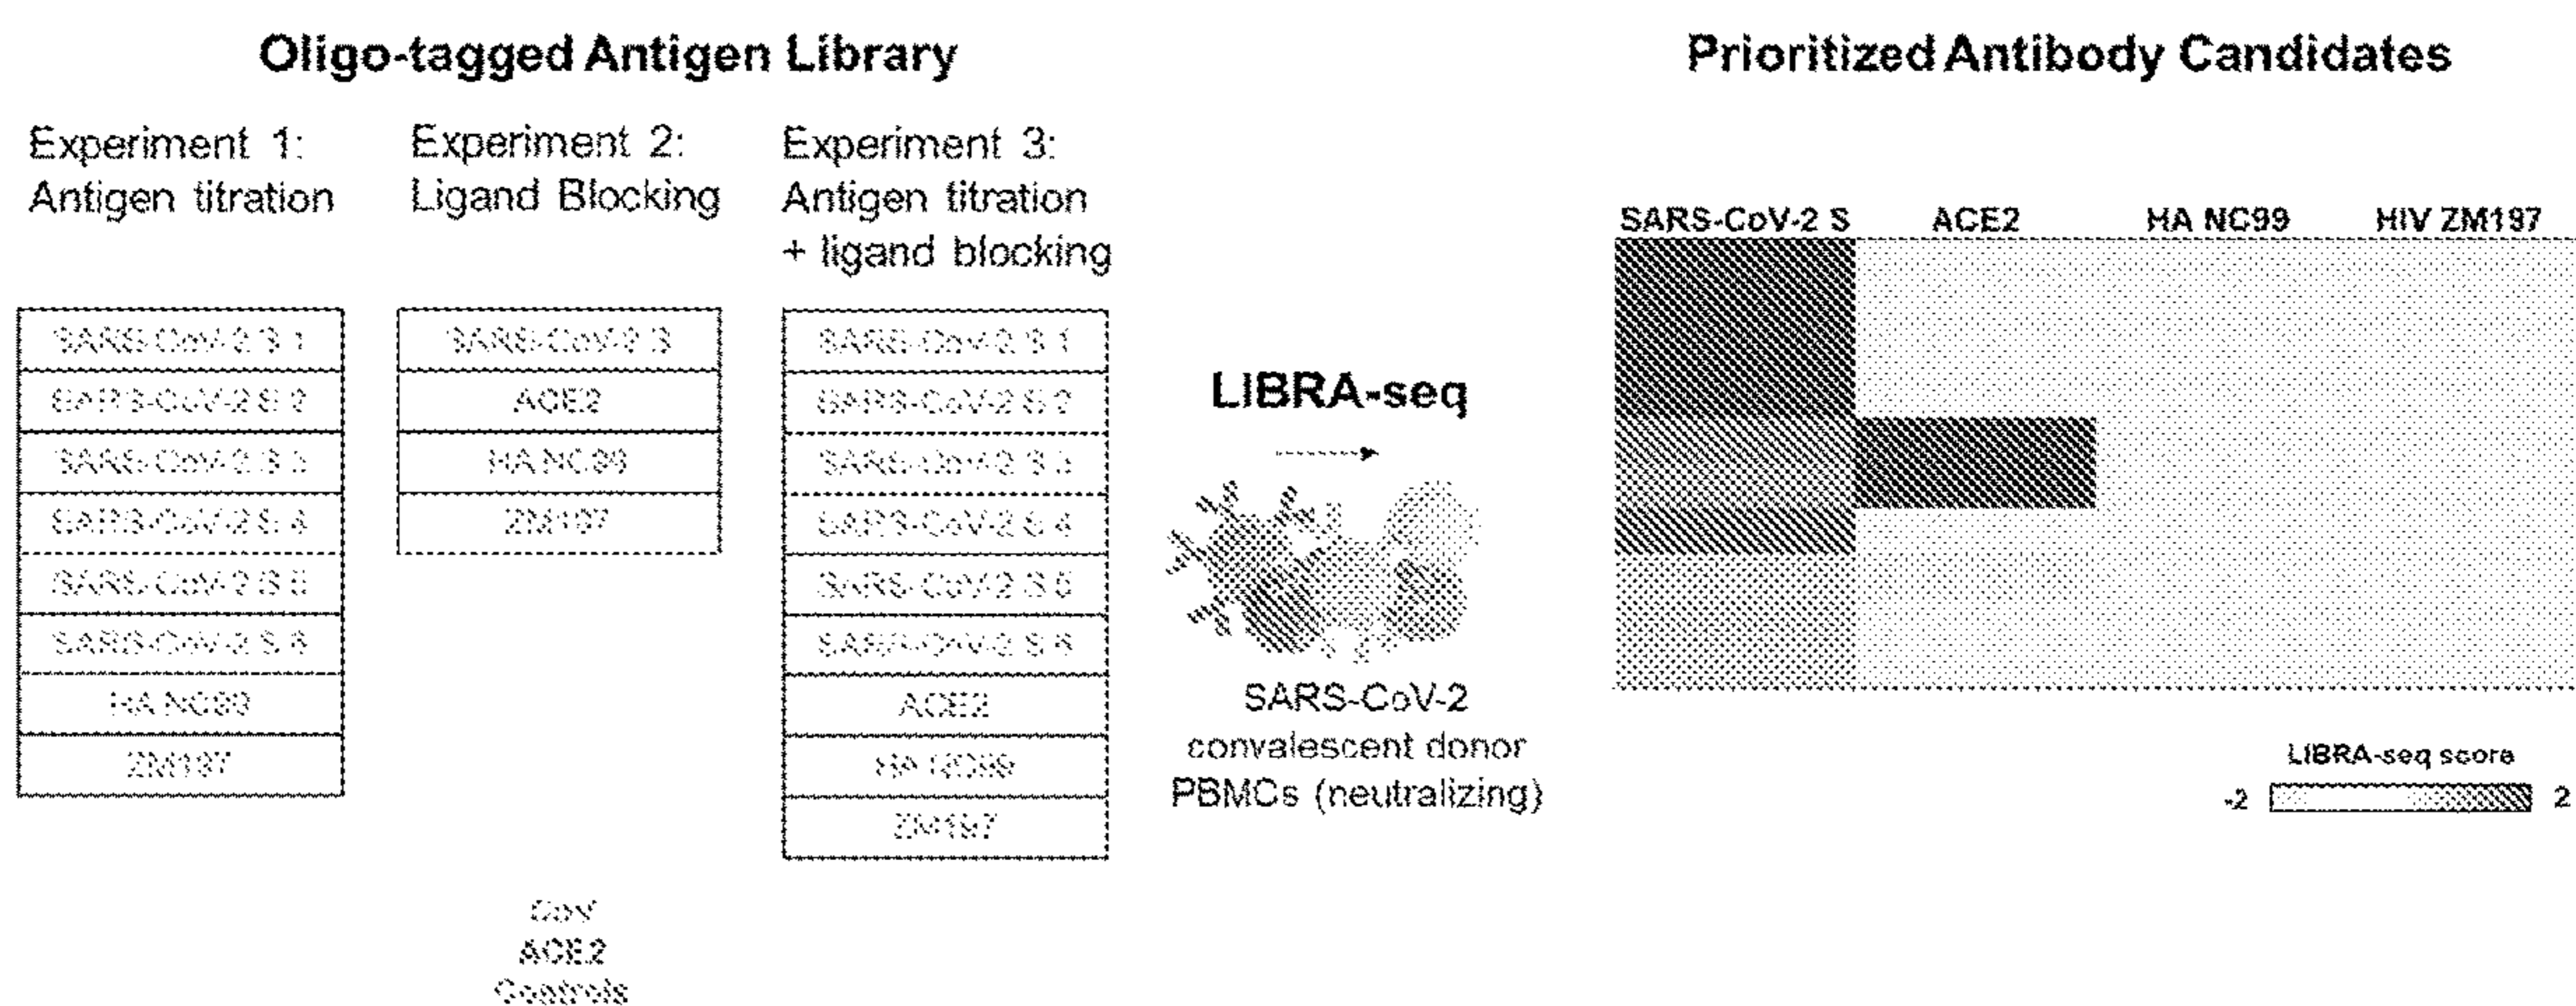 Oligo-tagged Antigen Library
Prioritized Antibody Candidates
Experiment 1:
Antigen titration
Experiment 2:
Ligand Blocking
Experiment 3:
Antigen titration
+ ligand blocking
SARS-CoV-2 S 1
SARS-CoV-2 S 2
SARS-CoV-2 S 3
SARS-CoV-2 S 4
SARS-CoV-2 S 5
SARS-CoV-2 S 6
HA NC99
ZM197
SARS-CoV-2 S
ACE2
HA NC99
ZM197
SARS-CoV-2 S 1
SARS-CoV-2 S 2
SARS-CoV-2 S 3
SARS-CoV-2 S 4
SARS-CoV-2 S 5
SARS-CoV-2 S 6
ACE2
HA NC99
ZM197
CoV
ACE2
Controls
LIBRA-seq
SARS-CoV-2
convalescent donor
PBMCs (neutralizing)
SARS-CoV-2 S ACE2 HA NC99 HIV ZM197
LIBRA-seq score
-2 2